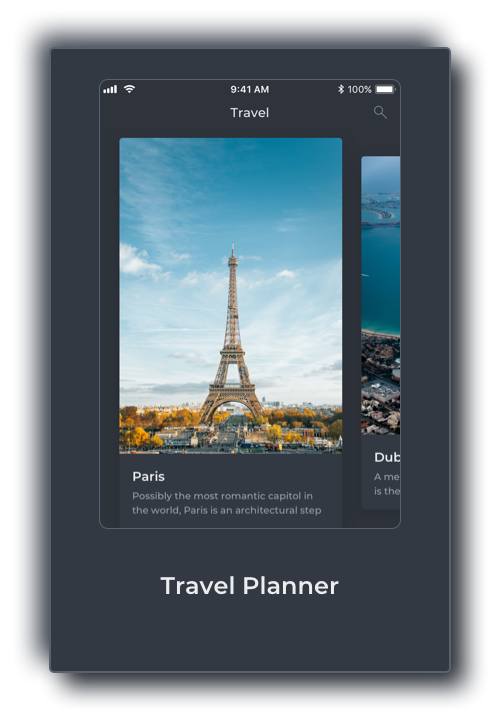 9:41 AM
100%
Travel
Paris
Possibly the most romantic capitol in
the world, Paris is an architectural step
Dub
A me
is the
Travel Planner